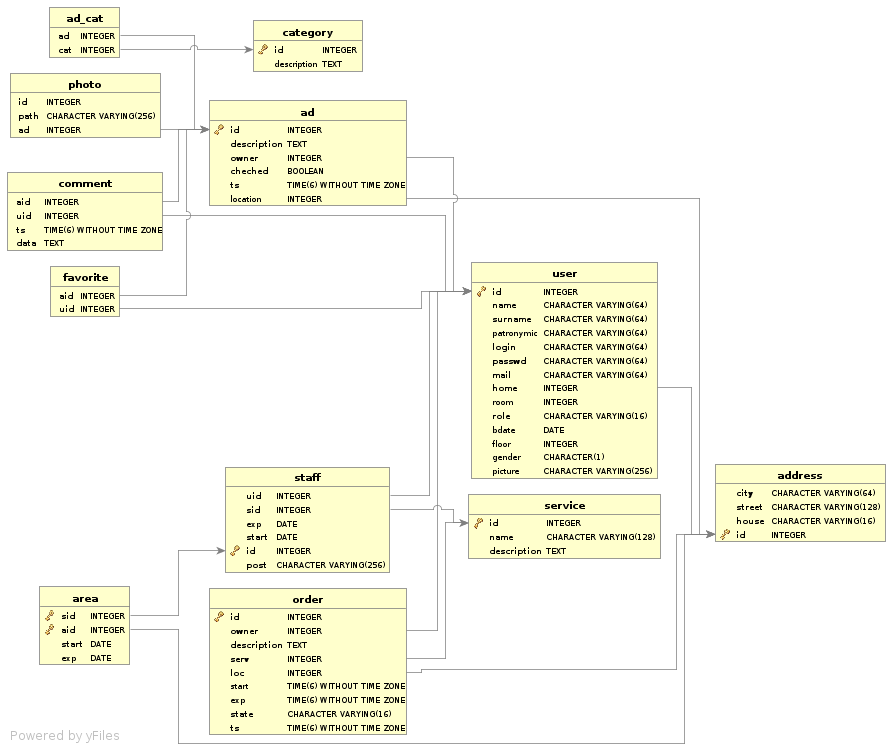 ad_cat
ad INTEGER
cat INTEGER
category
id INTEGER
description TEXT
photo
id INTEGER
path CHARACTER VARYING(256)
ad INTEGER
ad
id INTEGER
description TEXT
owner INTEGER
cheched BOOLEAN
ts TIME(6) WITHOUT TIME ZONE
location INTEGER
comment
aid INTEGER
uid INTEGER
ts TIME(6) WITHOUT TIME ZONE
data TEXT
favorite
aid INTEGER
uid INTEGER
user
id INTEGER
name CHARACTER VARYING(64)
surname CHARACTER VARYING(64)
patronymic CHARACTER VARYING(64)
login CHARACTER VARYING(64)
passwd CHARACTER VARYING(64)
mail CHARACTER VARYING(64)
home INTEGER
room INTEGER
role CHARACTER VARYING(16)
bdate DATE
floor INTEGER
gender CHARACTER(1)
picture CHARACTER VARYING(256)
staff
uid INTEGER
sid INTEGER
exp DATE
start DATE
id INTEGER
post CHARACTER VARYING(256)
service
id INTEGER
name CHARACTER VARYING(128)
description TEXT
address
city CHARACTER VARYING(64)
street CHARACTER VARYING(128)
house CHARACTER VARYING(16)
id INTEGER
area
sid INTEGER
aid INTEGER
start DATE
exp DATE
order
id INTEGER
owner INTEGER
description TEXT
serv INTEGER
loc INTEGER
start TIME(6) WITHOUT TIME ZONE
exp TIME(6) WITHOUT TIME ZONE
state CHARACTER VARYING(16)
ts TIME(6) WITHOUT TIME ZONE
Powered by yFiles